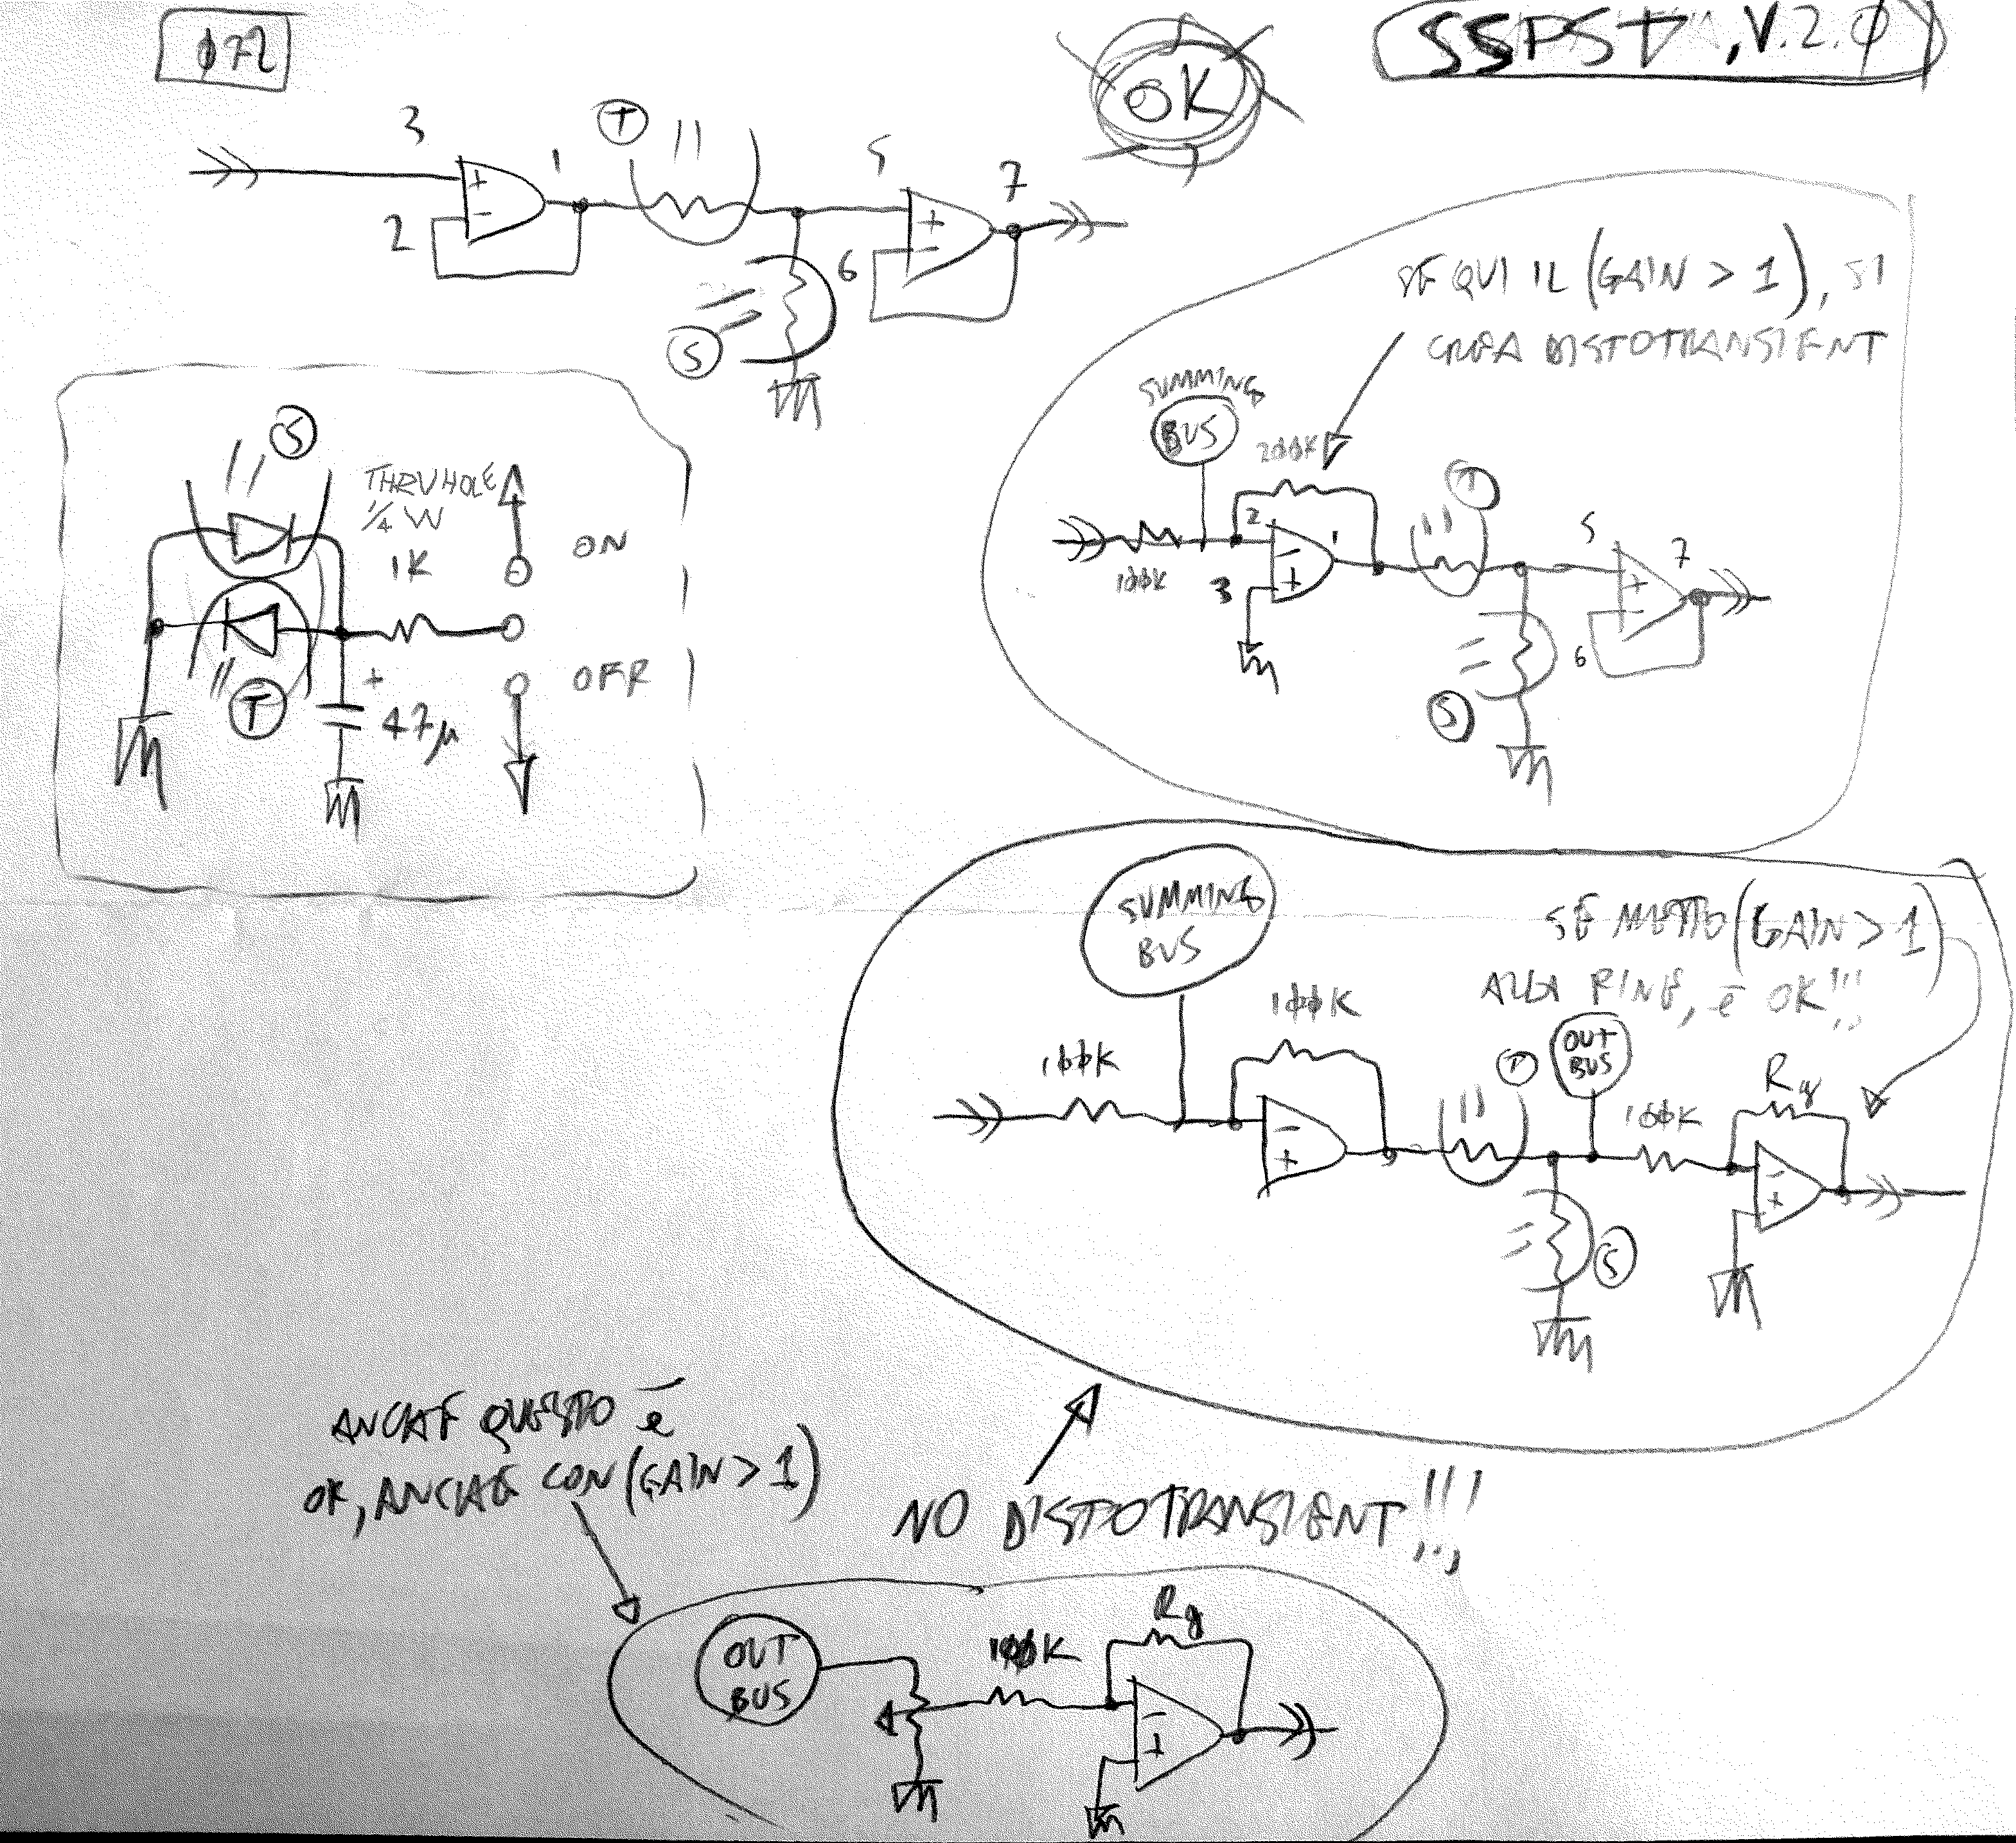 072
OK
SSPST, V.2.0
3
T
1
5
7
2
6
S
SE QUI IL (GAIN > 1), SI
CREA DISTOTRANSIENT
SUMMING
BUS
200K
T
2
1
5
7
100K
3
6
S
S
THRUHOLE
1/4 W
1K
ON
OFF
T
+
47µ
SUMMING
BUS
SE METTO (GAIN > 1)
ALLA FINE, è OK!!!
100K
100K
T
OUT
BUS
100K
Rg
S
ANCHE QUESTO è
OK, ANCHE CON (GAIN > 1)
NO DISTOTRANSIENT!!!
OUT
BUS
100K
Rg